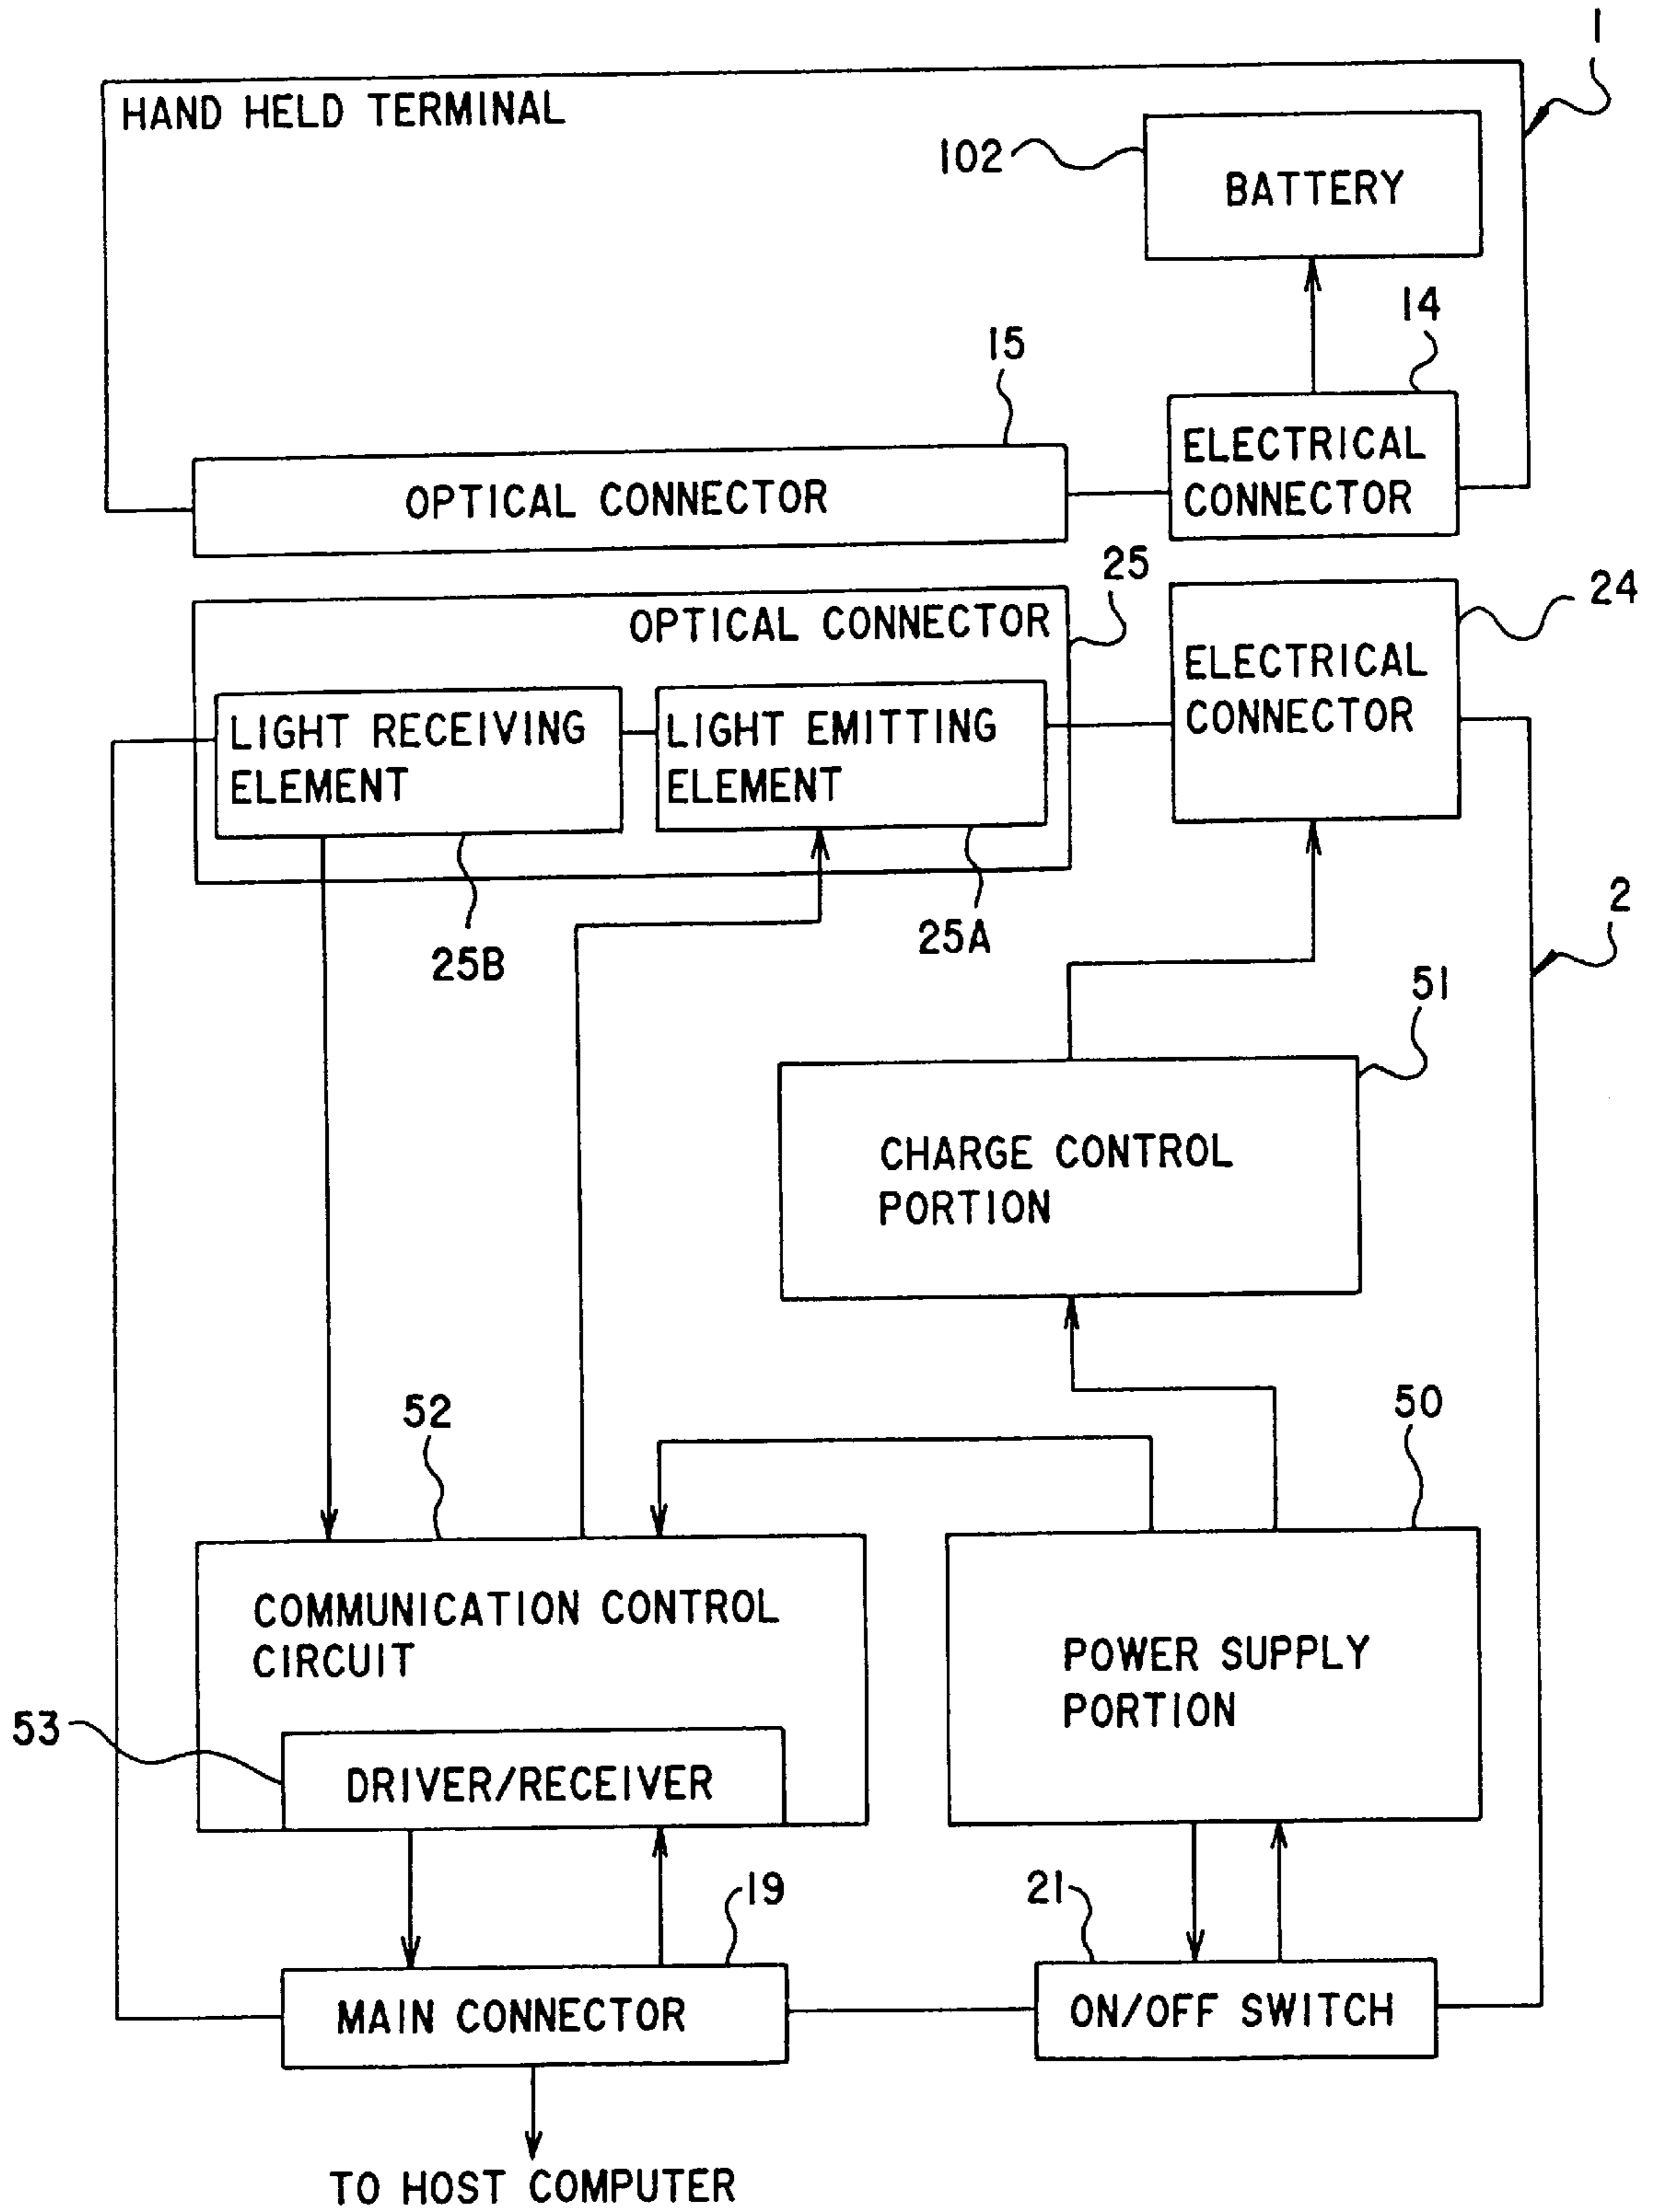 1
HAND HELD TERMINAL
102
BATTERY
14
15
ELECTRICAL
CONNECTOR
OPTICAL CONNECTOR
25
24
OPTICAL CONNECTOR
ELECTRICAL
CONNECTOR
LIGHT RECEIVING
ELEMENT
LIGHT EMITTING
ELEMENT
2
25B
25A
51
CHARGE CONTROL
PORTION
52
50
COMMUNICATION CONTROL
CIRCUIT
POWER SUPPLY
PORTION
53
DRIVER/RECEIVER
19
21
MAIN CONNECTOR
ON/OFF SWITCH
TO HOST COMPUTER